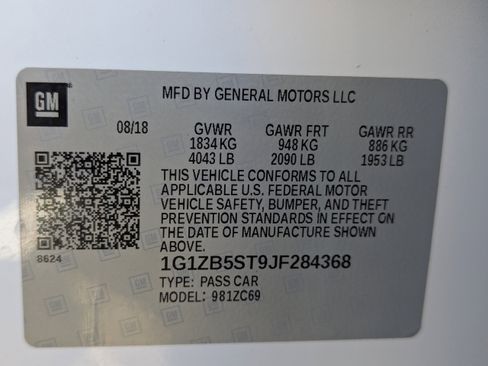 GM
MFD BY GENERAL MOTORS LLC
08/18 GVWR GAWR FRT GAWR RR
1834 KG 948 KG 886 KG
4043 LB 2090 LB 1953 LB
THIS VEHICLE CONFORMS TO ALL
APPLICABLE U.S. FEDERAL MOTOR
VEHICLE SAFETY, BUMPER, AND THEFT
PREVENTION STANDARDS IN EFFECT ON
THE DATE OF MANUFACTURE SHOWN
ABOVE.
8624
1G1ZB5ST9JF284368
TYPE: PASS CAR
MODEL: 981ZC69